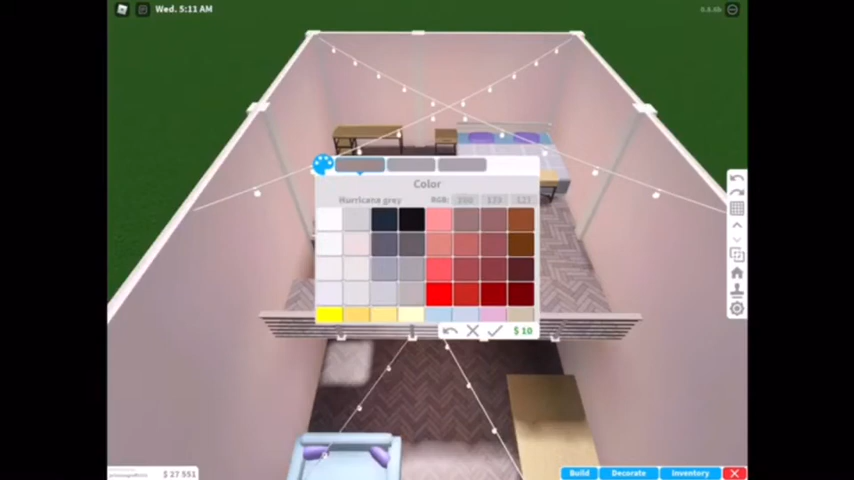 Wed. 5:11 AM
Color
Hurricane grey RGB:
$ 10
$ 27 551
Build Decorate Inventory